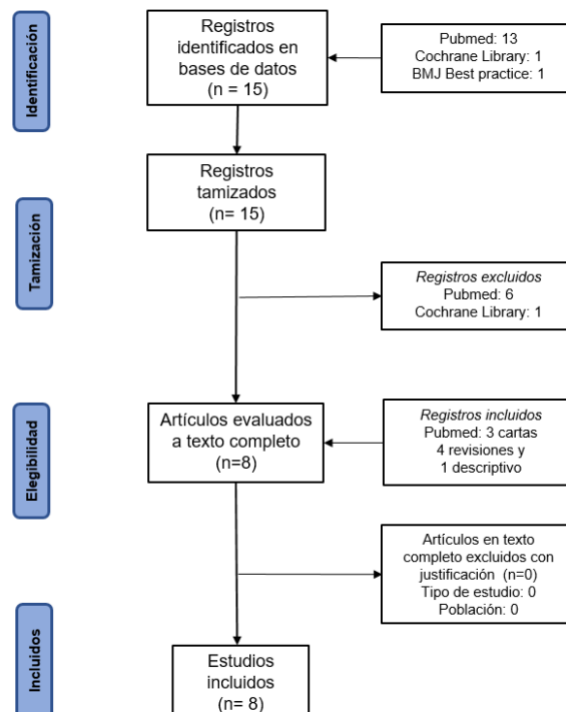 Identificación
Registros
identificados en
bases de datos
(n = 15)
Pubmed: 13
Cochrane Library: 1
BMJ Best practice: 1
Tamización
Registros
tamizados
(n= 15)
Registros excluidos
Pubmed: 6
Cochrane Library: 1
Elegibilidad
Artículos evaluados
a texto completo
(n=8)
Registros incluidos
Pubmed: 3 cartas
4 revisiones y
1 descriptivo
Artículos en texto
completo excluidos con
justificación (n=0)
Tipo de estudio: 0
Población: 0
Incluidos
Estudios
incluidos
(n= 8)